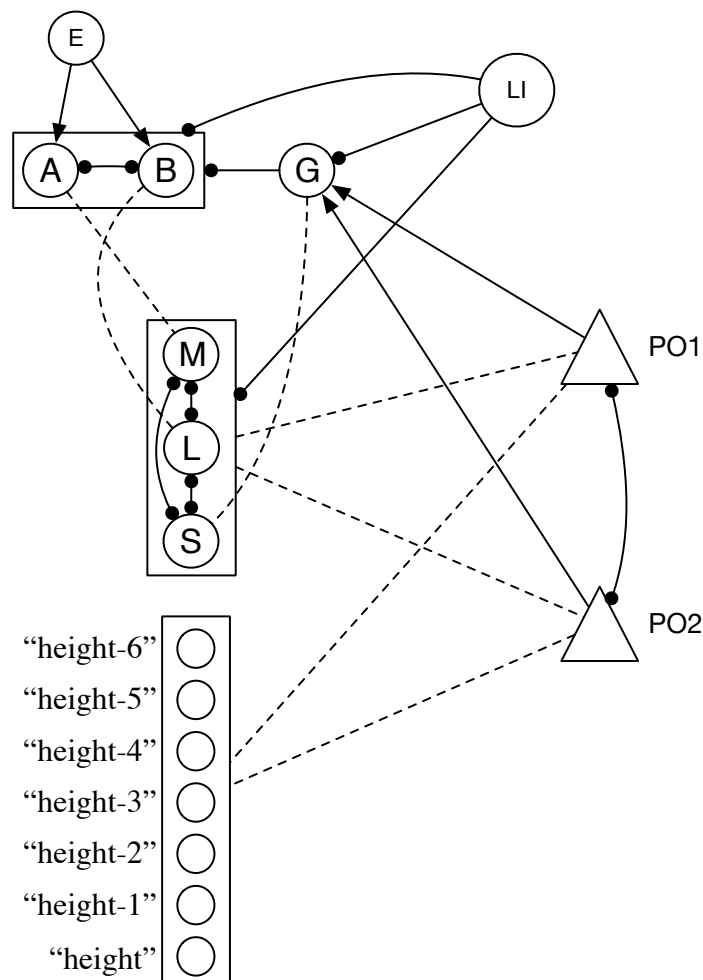 E
LI
A
B
G
M
PO1
L
S
PO2
“height-6”
“height-5”
“height-4”
“height-3”
“height-2”
“height-1”
“height”